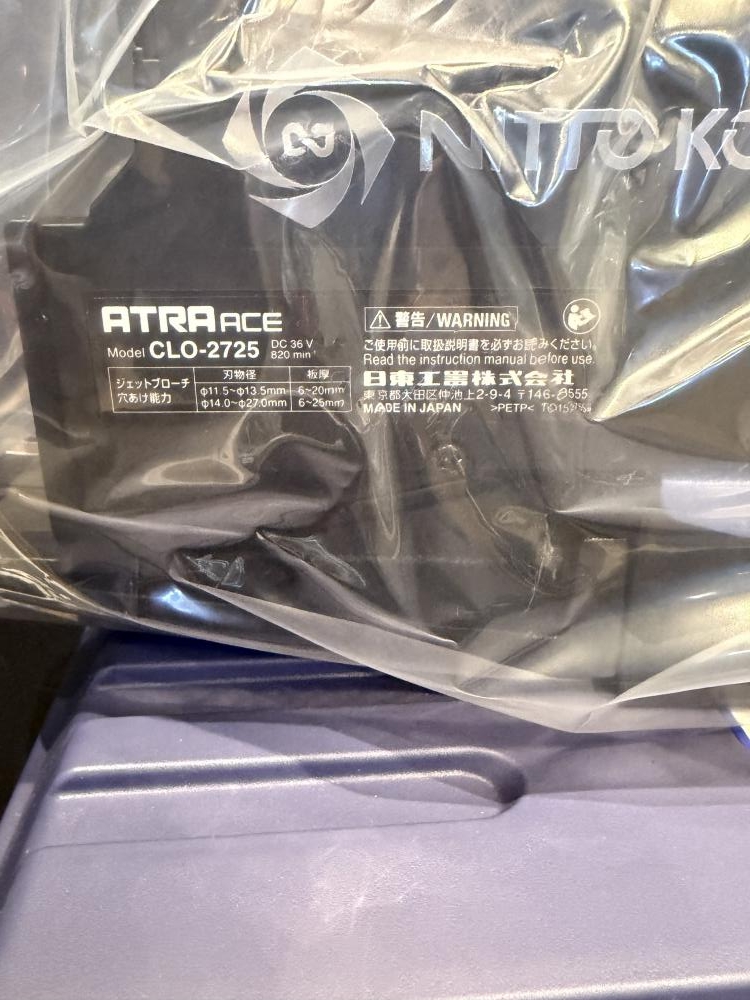 NITTO KO
ATRA ACE
Model CLO-2725 DC 36 V
820 min
ジェットブローチ 刃物径 板厚
穴あけ能力 φ11.5~φ13.5mm 6~20mm
φ14.0~φ27.0mm 6~25mm
警告/WARNING
ご使用前に取扱説明書を必ずお読みください。
Read the instruction manual before use.
日東工器株式会社
東京都大田区仲池上2-9-4 〒146-8555
MADE IN JAPAN >PETP<